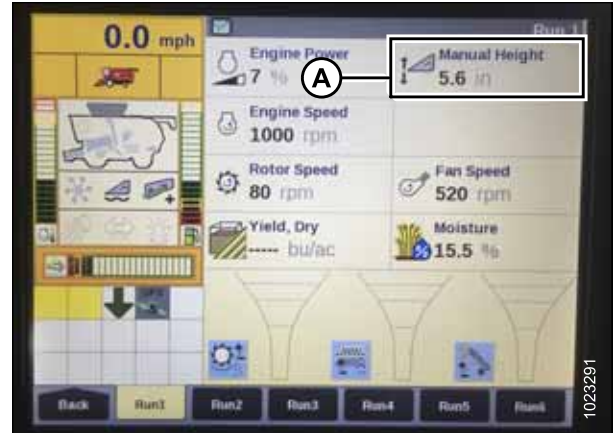 0.0 mph
Run 1
Engine Power
7 %
A
Manual Height
5.6 in
Engine Speed
1000 rpm
Rotor Speed
80 rpm
Fan Speed
520 rpm
Yield, Dry
----- bu/ac
Moisture
15.5 %
Back
Run1
Run2
Run3
Run4
Run5
Run6
1023291